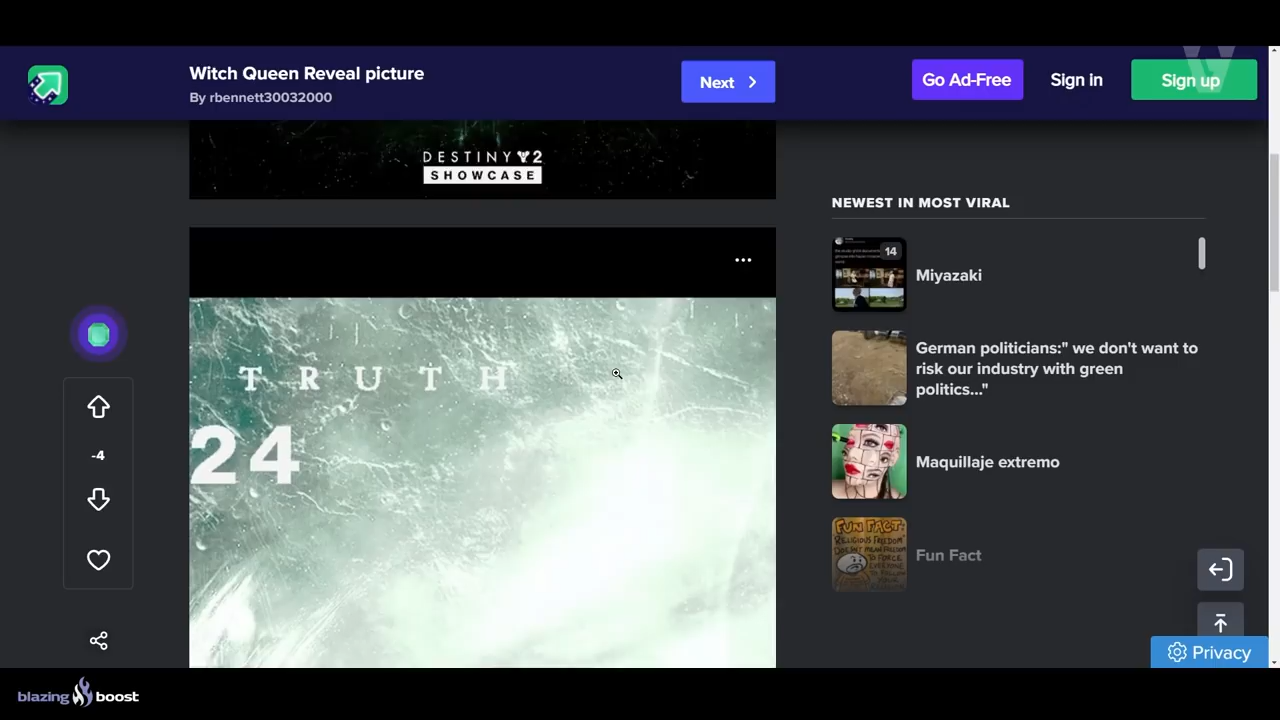 Witch Queen Reveal picture
By rbennett30032000
Next
Go Ad-Free
Sign in
Sign up
DESTINY 2
SHOWCASE
NEWEST IN MOST VIRAL
14
Miyazaki
German politicians:" we don't want to
risk our industry with green
politics..."
TRUTH
24
-4
Maquillaje extremo
FUN FACT:
Fun Fact
Privacy
blazing boost